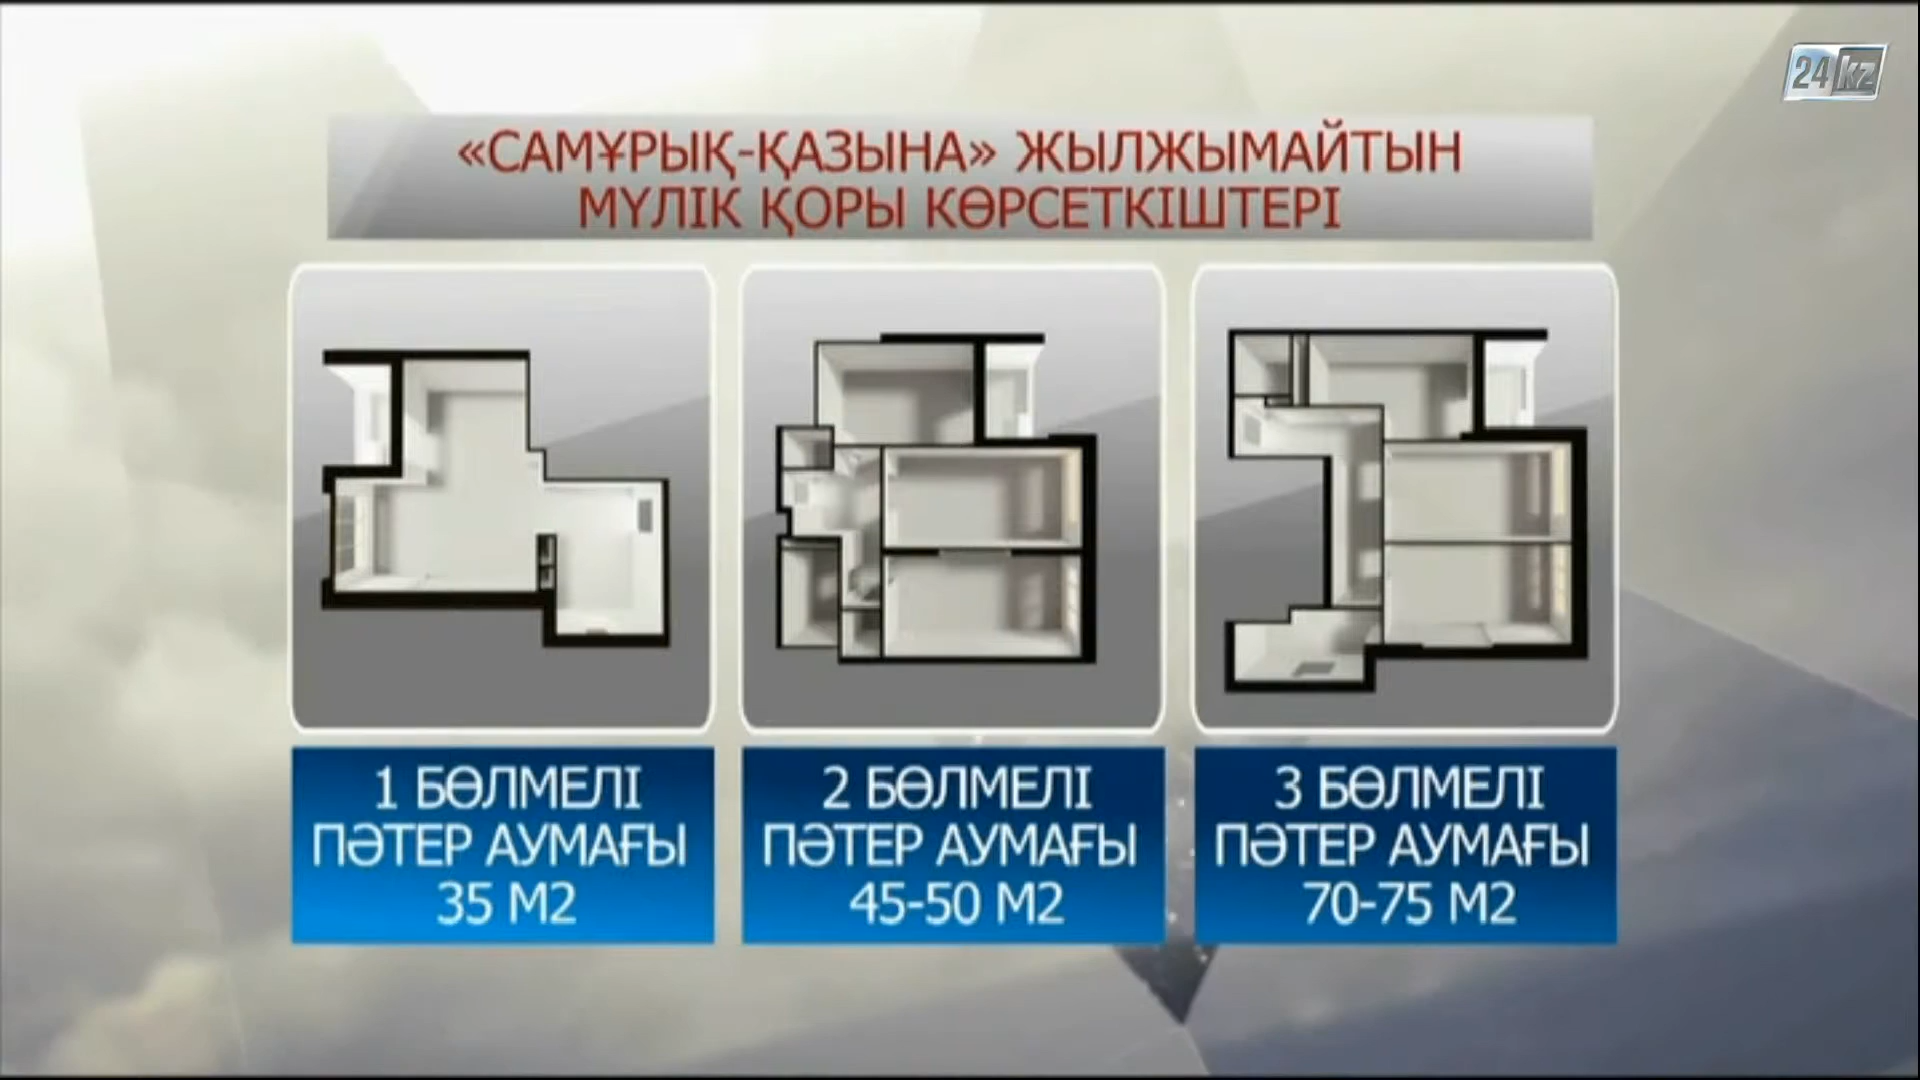 24 kz
«САМҰРЫҚ-ҚАЗЫНА» ЖЫЛЖЫМАЙТЫН
МҮЛІК ҚОРЫ КӨРСЕТКІШТЕРІ
1 БӨЛМЕЛІ
ПӘТЕР АУМАҒЫ
35 М2
2 БӨЛМЕЛІ
ПӘТЕР АУМАҒЫ
45-50 М2
3 БӨЛМЕЛІ
ПӘТЕР АУМАҒЫ
70-75 М2